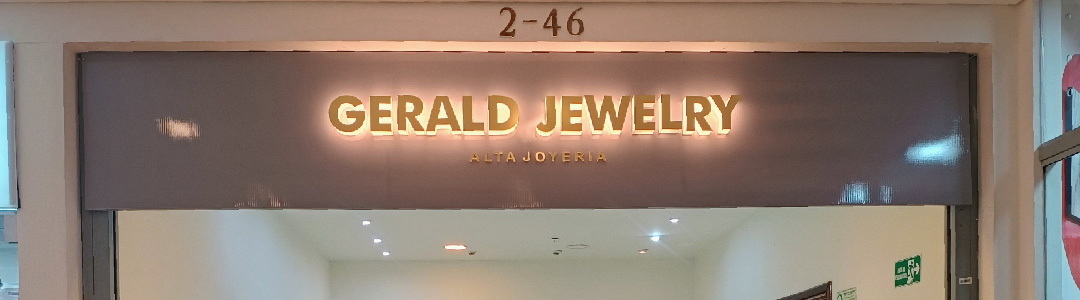 2-46
GERALD JEWELRY
ALTA JOYERIA